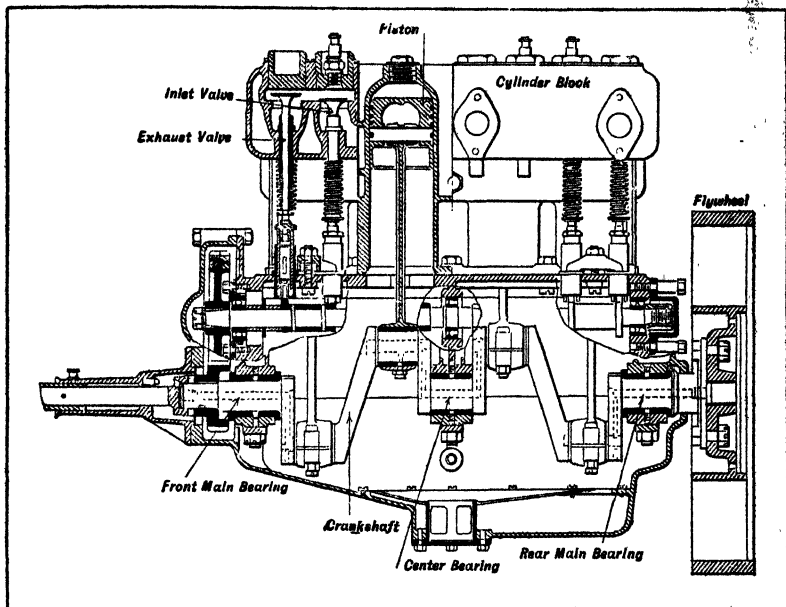 Piston
Inlet Valve
Cylinder Block
Exhaust Valve
Flywheel
Front Main Bearing
Crankshaft
Center Bearing
Rear Main Bearing